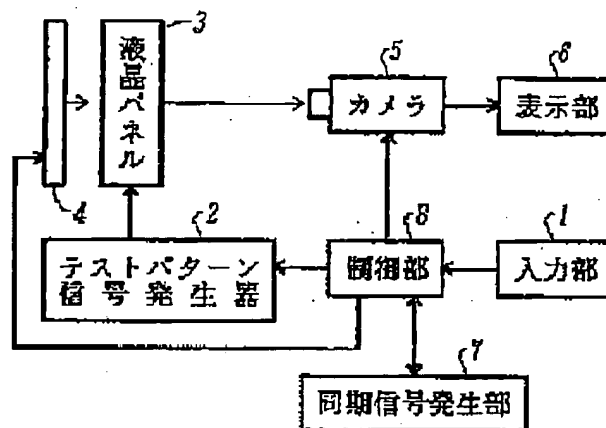 3
液晶パネル
5
カメラ
6
表示部
4
2
テストパターン
信号発生器
8
制御部
1
入力部
7
同期信号発生部